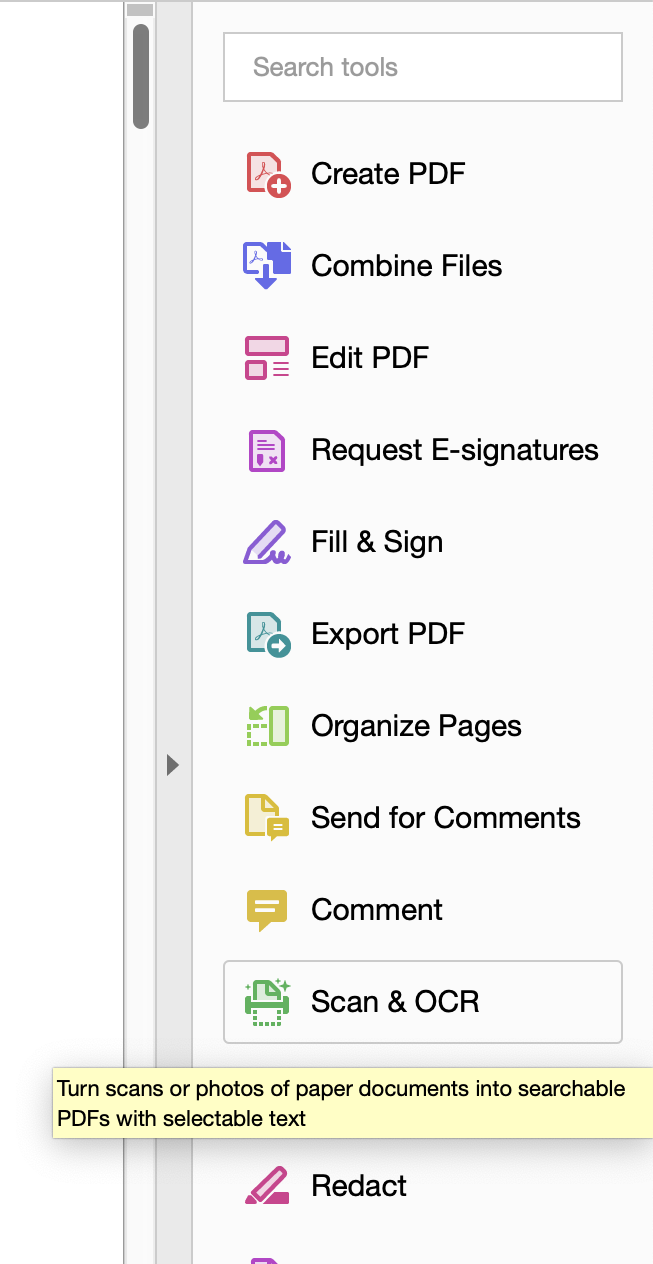 Search tools
Create PDF
Combine Files
Edit PDF
Request E-signatures
Fill & Sign
Export PDF
Organize Pages
Send for Comments
Comment
Scan & OCR
Turn scans or photos of paper documents into searchable
PDFs with selectable text
Redact